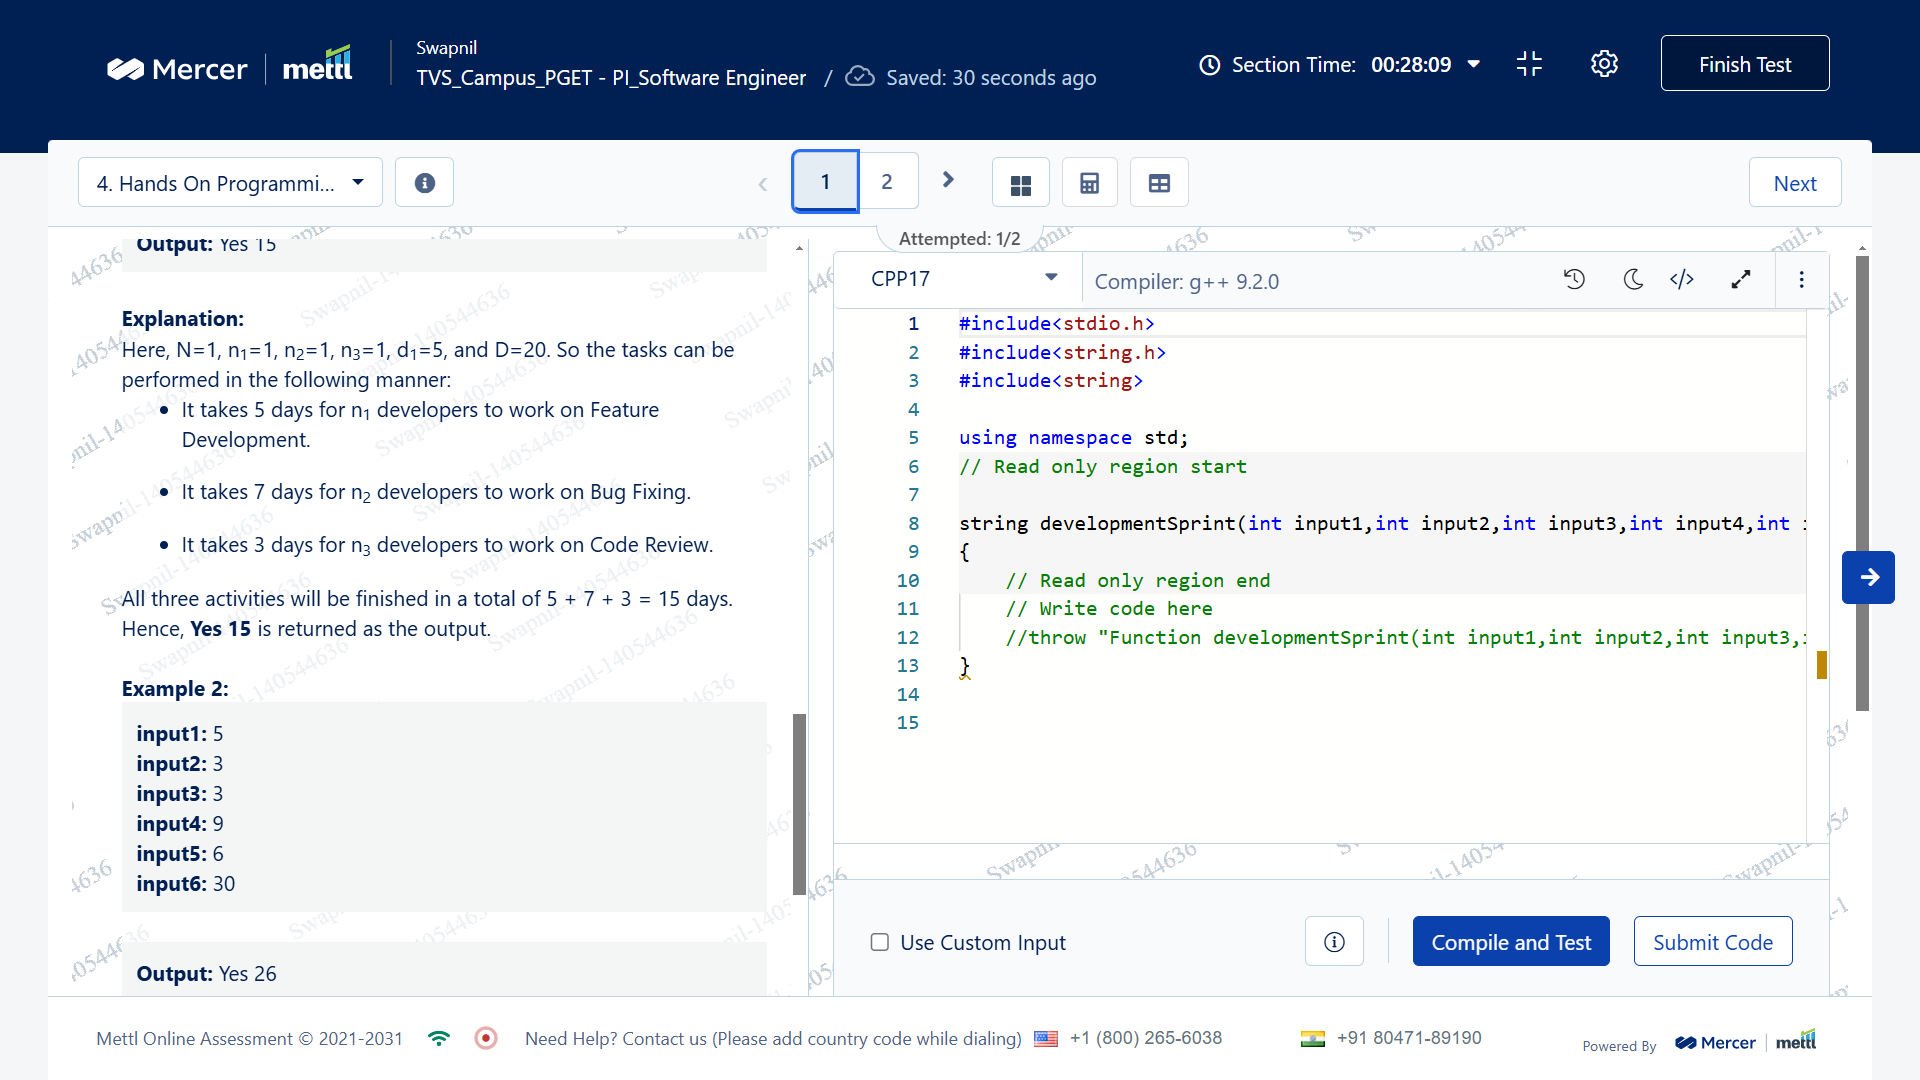 Mercer mettl
Swapnil
TVS_Campus_PGET - PI_Software Engineer / Saved: 30 seconds ago
Section Time: 00:28:09
Finish Test
4. Hands On Programmi...
1
2
Next
Attempted: 1/2
Output: Yes 15
Explanation:
Here, N=1, n1=1, n2=1, n3=1, d1=5, and D=20. So the tasks can be
performed in the following manner:
• It takes 5 days for n1 developers to work on Feature
Development.
• It takes 7 days for n2 developers to work on Bug Fixing.
• It takes 3 days for n3 developers to work on Code Review.
All three activities will be finished in a total of 5 + 7 + 3 = 15 days.
Hence, Yes 15 is returned as the output.
Example 2:
input1: 5
input2: 3
input3: 3
input4: 9
input5: 6
input6: 30
Output: Yes 26
CPP17
Compiler: g++ 9.2.0
1 #include<stdio.h>
2 #include<string.h>
3 #include<string>
4
5 using namespace std;
6 // Read only region start
7
8 string developmentSprint(int input1,int input2,int input3,int input4,int
9 {
10 // Read only region end
11 // Write code here
12 //throw "Function developmentSprint(int input1,int input2,int input3,
13 }
14
15
Use Custom Input
Compile and Test
Submit Code
Mettl Online Assessment © 2021-2031
Need Help? Contact us (Please add country code while dialing) +1 (800) 265-6038 +91 80471-89190
Powered By Mercer mettl
Swapnil-140544636